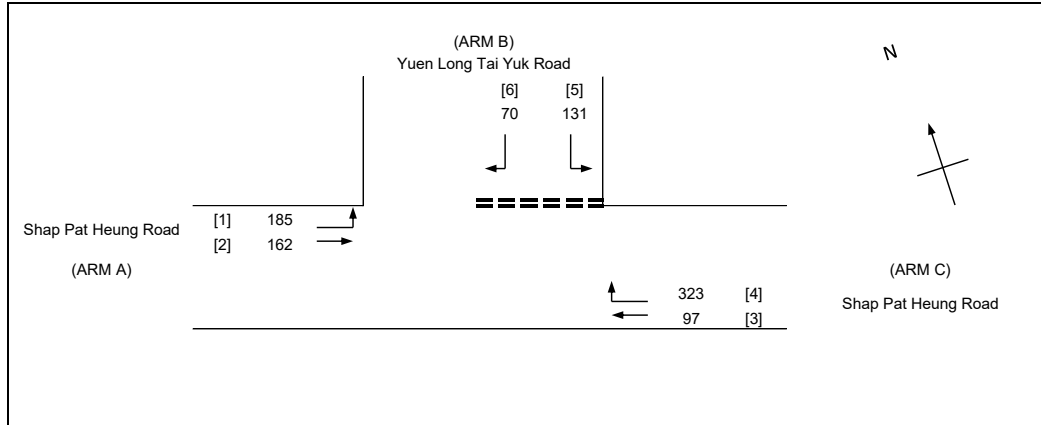 (ARM B)
Yuen Long Tai Yuk Road
N
[6] [5]
70 131
[1] 185
Shap Pat Heung Road
[2] 162
(ARM A)
(ARM C)
323 [4]
Shap Pat Heung Road
97 [3]